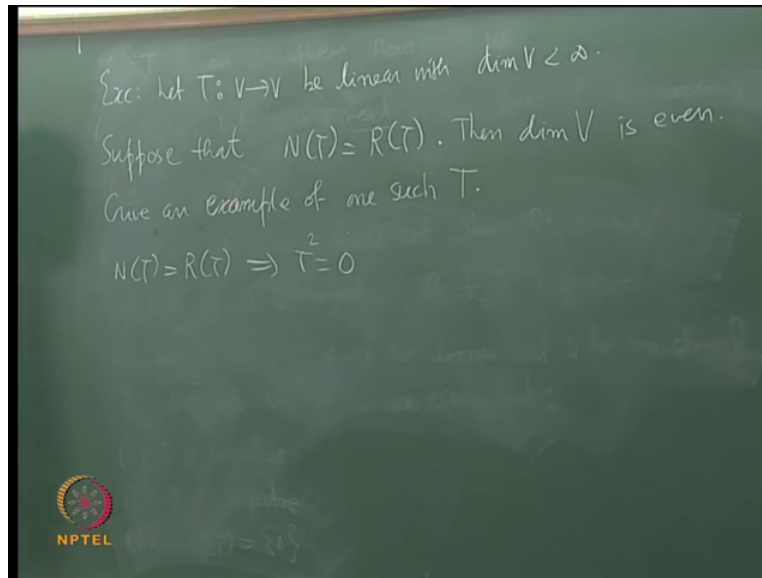 Exc: Let T: V→V be linear with dim V < ∞.
Suppose that N(T) = R(T). Then dim V is even.
Give an example of one such T.
N(T) = R(T) ⟹ T² = 0
NPTEL